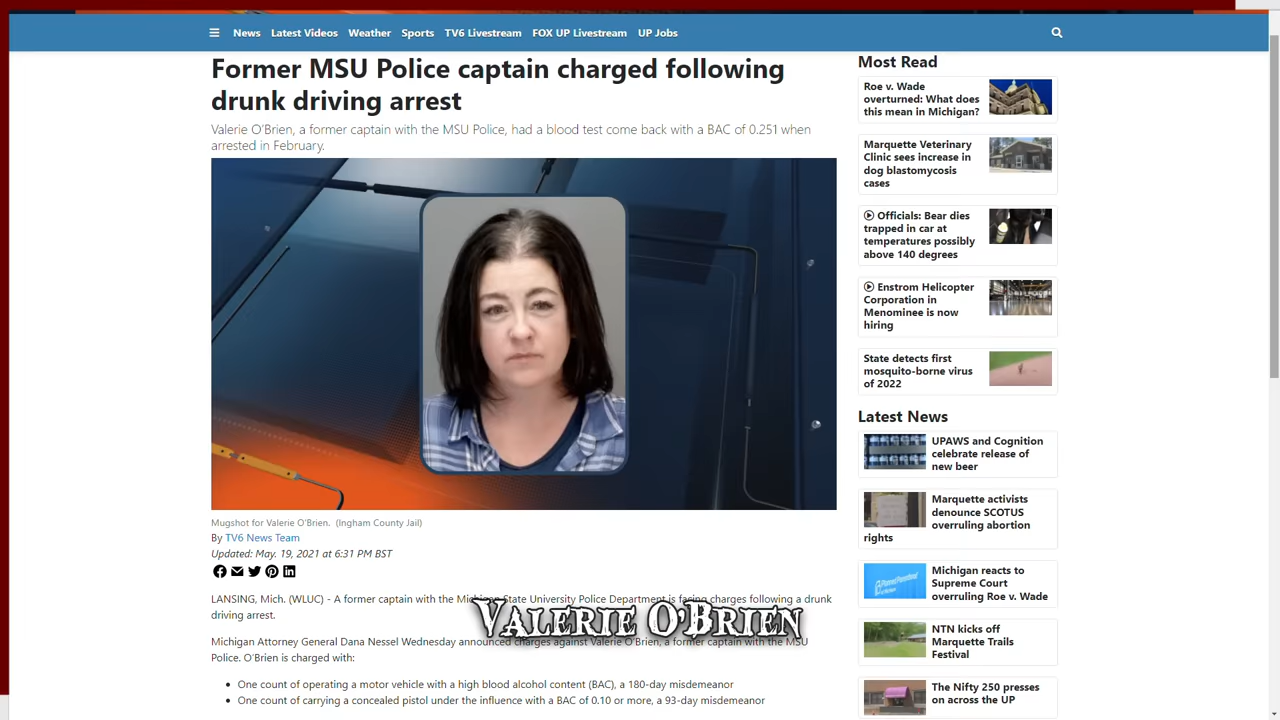 News Latest Videos Weather Sports TV6 Livestream FOX UP Livestream UP Jobs
Former MSU Police captain charged following
drunk driving arrest
Valerie O'Brien, a former captain with the MSU Police, had a blood test come back with a BAC of 0.251 when
arrested in February.
Mugshot for Valerie O'Brien. (Ingham County Jail)
By TV6 News Team
Updated: May. 19, 2021 at 6:31 PM BST
LANSING, Mich. (WLUC) - A former captain with the Michigan State University Police Department is facing charges following a drunk
driving arrest.
VALERIE O'BRIEN
Michigan Attorney General Dana Nessel Wednesday announced charges against Valerie O'Brien, a former captain with the MSU
Police. O'Brien is charged with:
• One count of operating a motor vehicle with a high blood alcohol content (BAC), a 180-day misdemeanor
• One count of carrying a concealed pistol under the influence with a BAC of 0.10 or more, a 93-day misdemeanor
Most Read
Roe v. Wade
overturned: What does
this mean in Michigan?
Marquette Veterinary
Clinic sees increase in
dog blastomycosis
cases
Officials: Bear dies
trapped in car at
temperatures possibly
above 140 degrees
Enstrom Helicopter
Corporation in
Menominee is now
hiring
State detects first
mosquito-borne virus
of 2022
Latest News
UPAWS and Cognition
celebrate release of
new beer
Marquette activists
denounce SCOTUS
overruling abortion
rights
Michigan reacts to
Supreme Court
overruling Roe v. Wade
NTN kicks off
Marquette Trails
Festival
The Nifty 250 presses
on across the UP